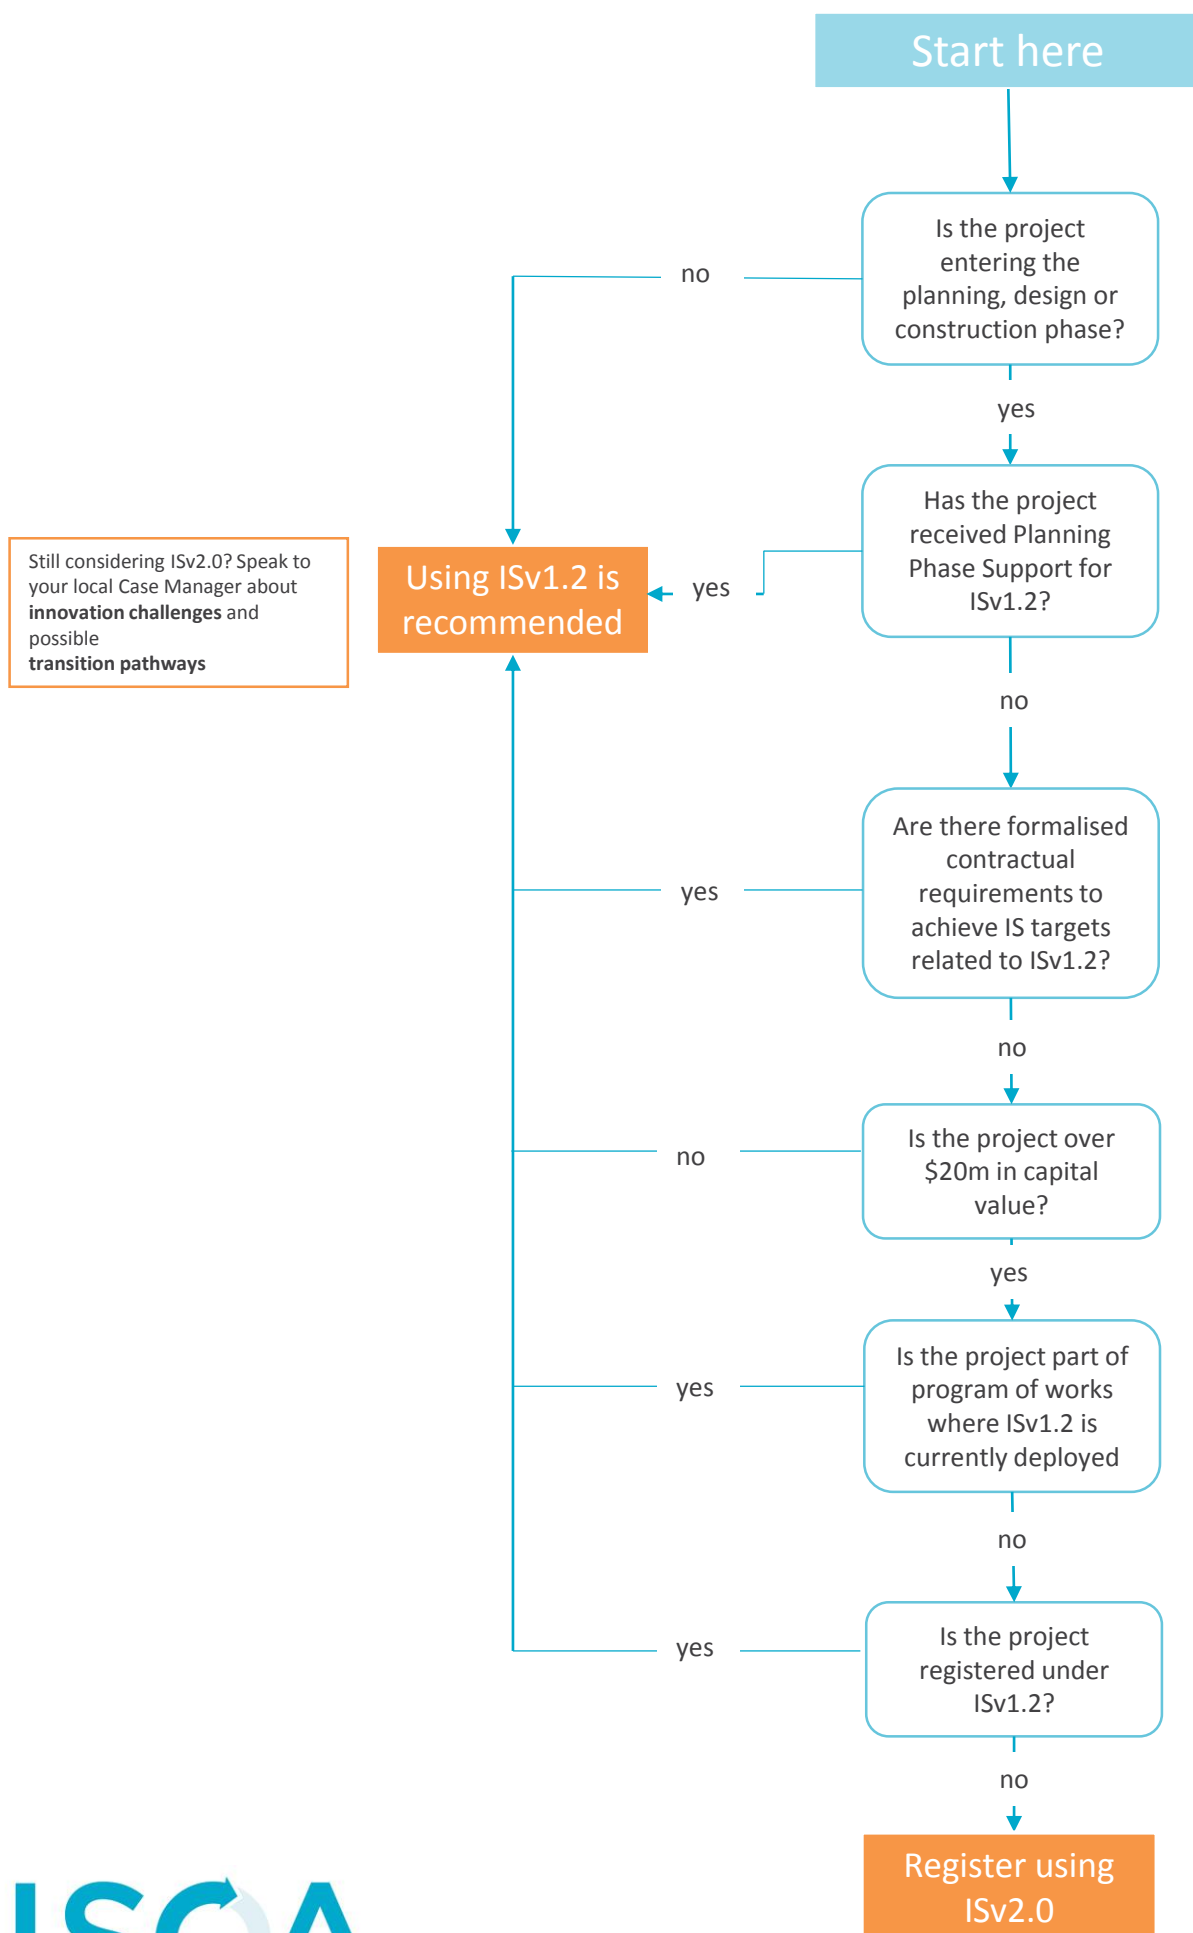 Start here
Is the project
entering the
planning, design or
construction phase?
no
yes
Has the project
received Planning
Phase Support for
ISv1.2?
Still considering ISv2.0? Speak to
your local Case Manager about
innovation challenges and
possible
transition pathways
Using ISv1.2 is
recommended
yes
no
Are there formalised
contractual
requirements to
achieve IS targets
related to ISv1.2?
yes
no
Is the project over
$20m in capital
value?
no
yes
Is the project part of
program of works
where ISv1.2 is
currently deployed
yes
no
Is the project
registered under
ISv1.2?
yes
no
Register using
ISv2.0
ISCA